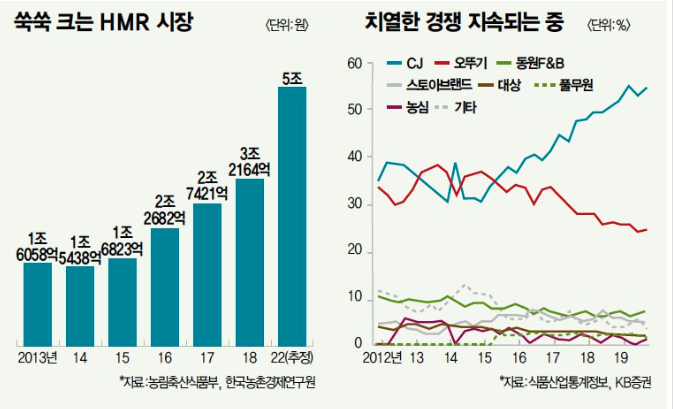 쑥쑥 크는 HMR 시장
〈단위:원〉
5조
3조
2164억
2조
7421억
2조
2682억
1조
6823억
1조
5438억
1조
6058억
2013년 14 15 16 17 18 22(추정)
*자료:농림축산식품부, 한국농촌경제연구원
치열한 경쟁 지속되는 중
〈단위:%〉
CJ 오뚜기 동원F&B
스토아브랜드 대상 풀무원
농심 기타
60
50
40
30
20
10
0
2012년 13 14 15 16 17 18 19
*자료:식품산업통계정보, KB증권